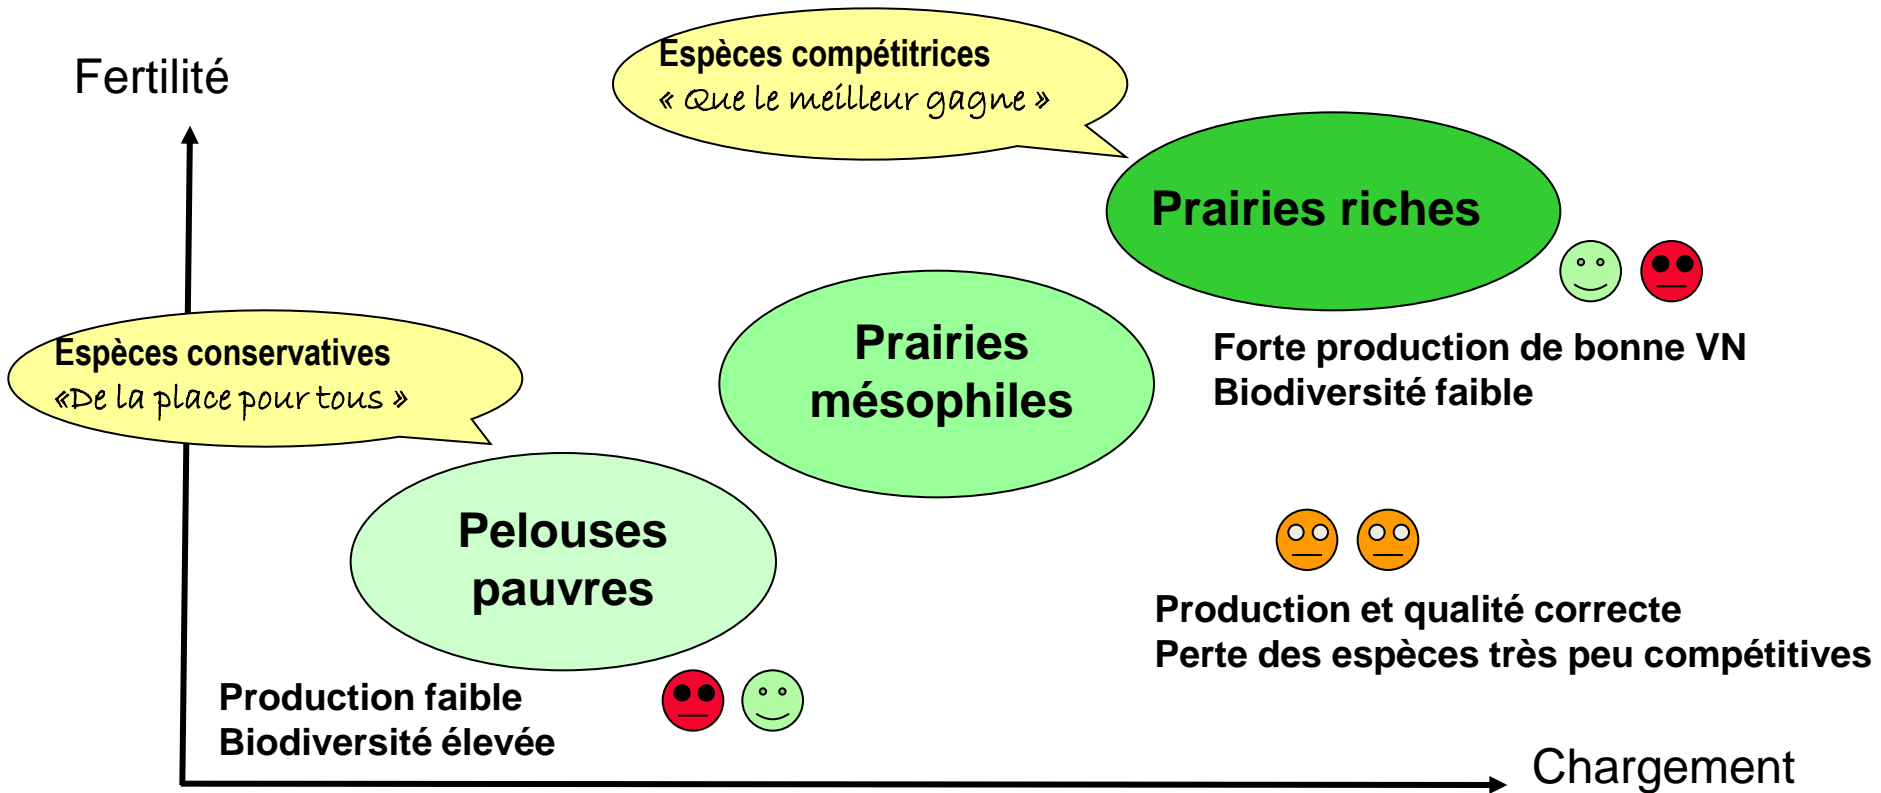 Fertilité
Espèces compétitrices
« Que le meilleur gagne »
Prairies riches
Forte production de bonne VN
Biodiversité faible
Prairies
mésophiles
Espèces conservatives
«De la place pour tous »
Pelouses
pauvres
Production et qualité correcte
Perte des espèces très peu compétitives
Production faible
Biodiversité élevée
Chargement